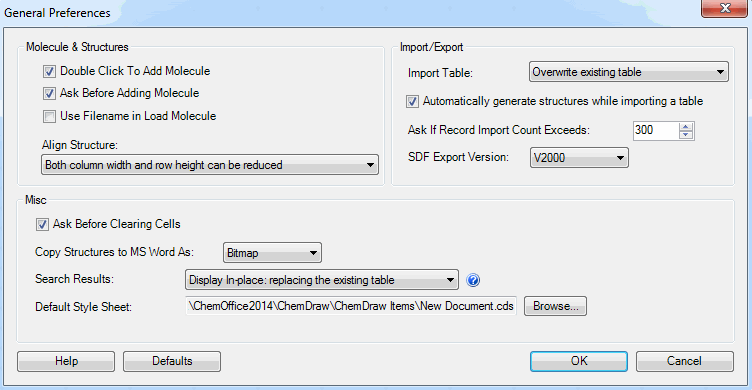 General Preferences
Molecule & Structures
Double Click To Add Molecule
Ask Before Adding Molecule
Use Filename in Load Molecule
Align Structure:
Both column width and row height can be reduced
Import/Export
Import Table: Overwrite existing table
Automatically generate structures while importing a table
Ask If Record Import Count Exceeds: 300
SDF Export Version: V2000
Misc
Ask Before Clearing Cells
Copy Structures to MS Word As: Bitmap
Search Results: Display In-place: replacing the existing table ?
Default Style Sheet: \ChemOffice2014\ChemDraw\ChemDraw Items\New Document.cds Browse...
Help Defaults OK Cancel